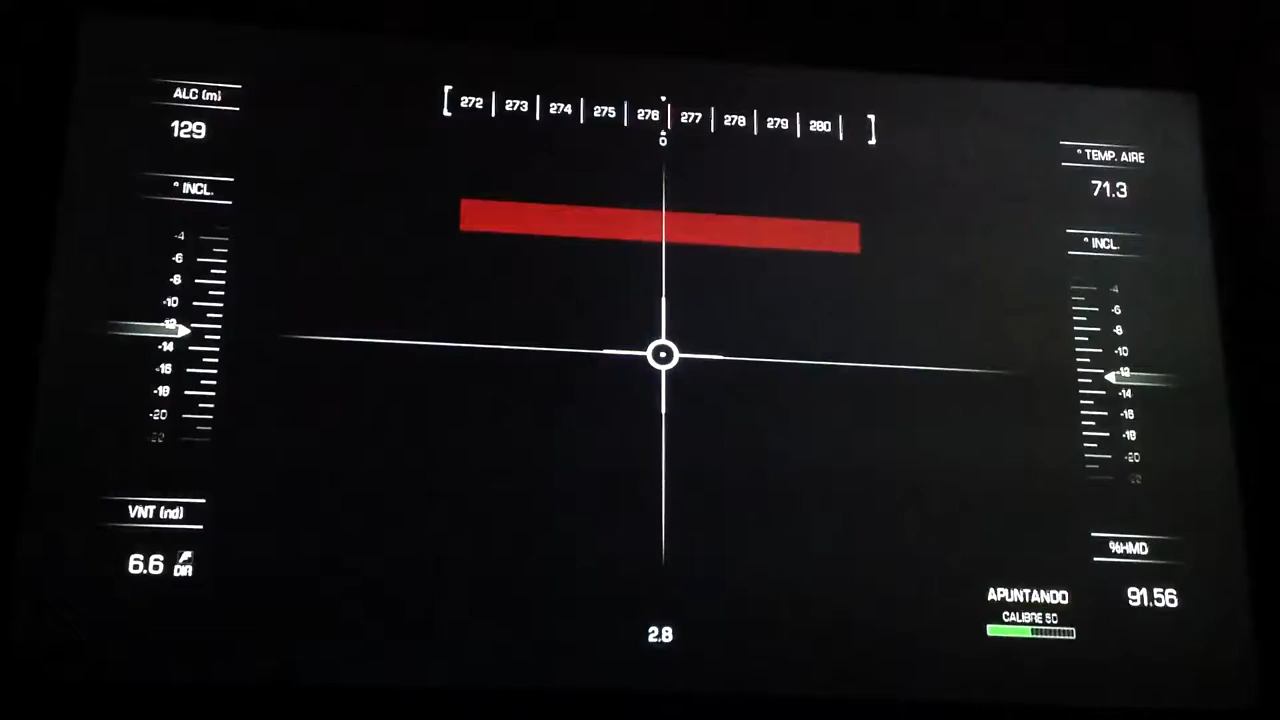 ALC (m)
129
272 273 274 275 276 277 278 279 280
0
° TEMP. AIRE
71.3
° INCL.
-4
-6
-8
-10
-12
-14
-16
-18
-20
° INCL.
-4
-6
-8
-10
-12
-14
-16
-18
-20
VNT (nd)
6.6 DIR
2.8
%HMD
91.56
APUNTANDO
CALIBRE 50